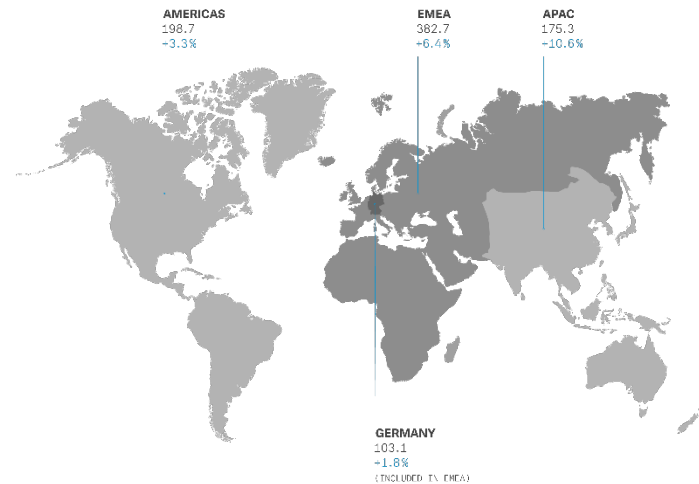 AMERICAS
198.7
+3.3%
EMEA
382.7
+6.4%
APAC
175.3
+10.6%
GERMANY
103.1
+1.8%
(INCLUDED IN EMEA)